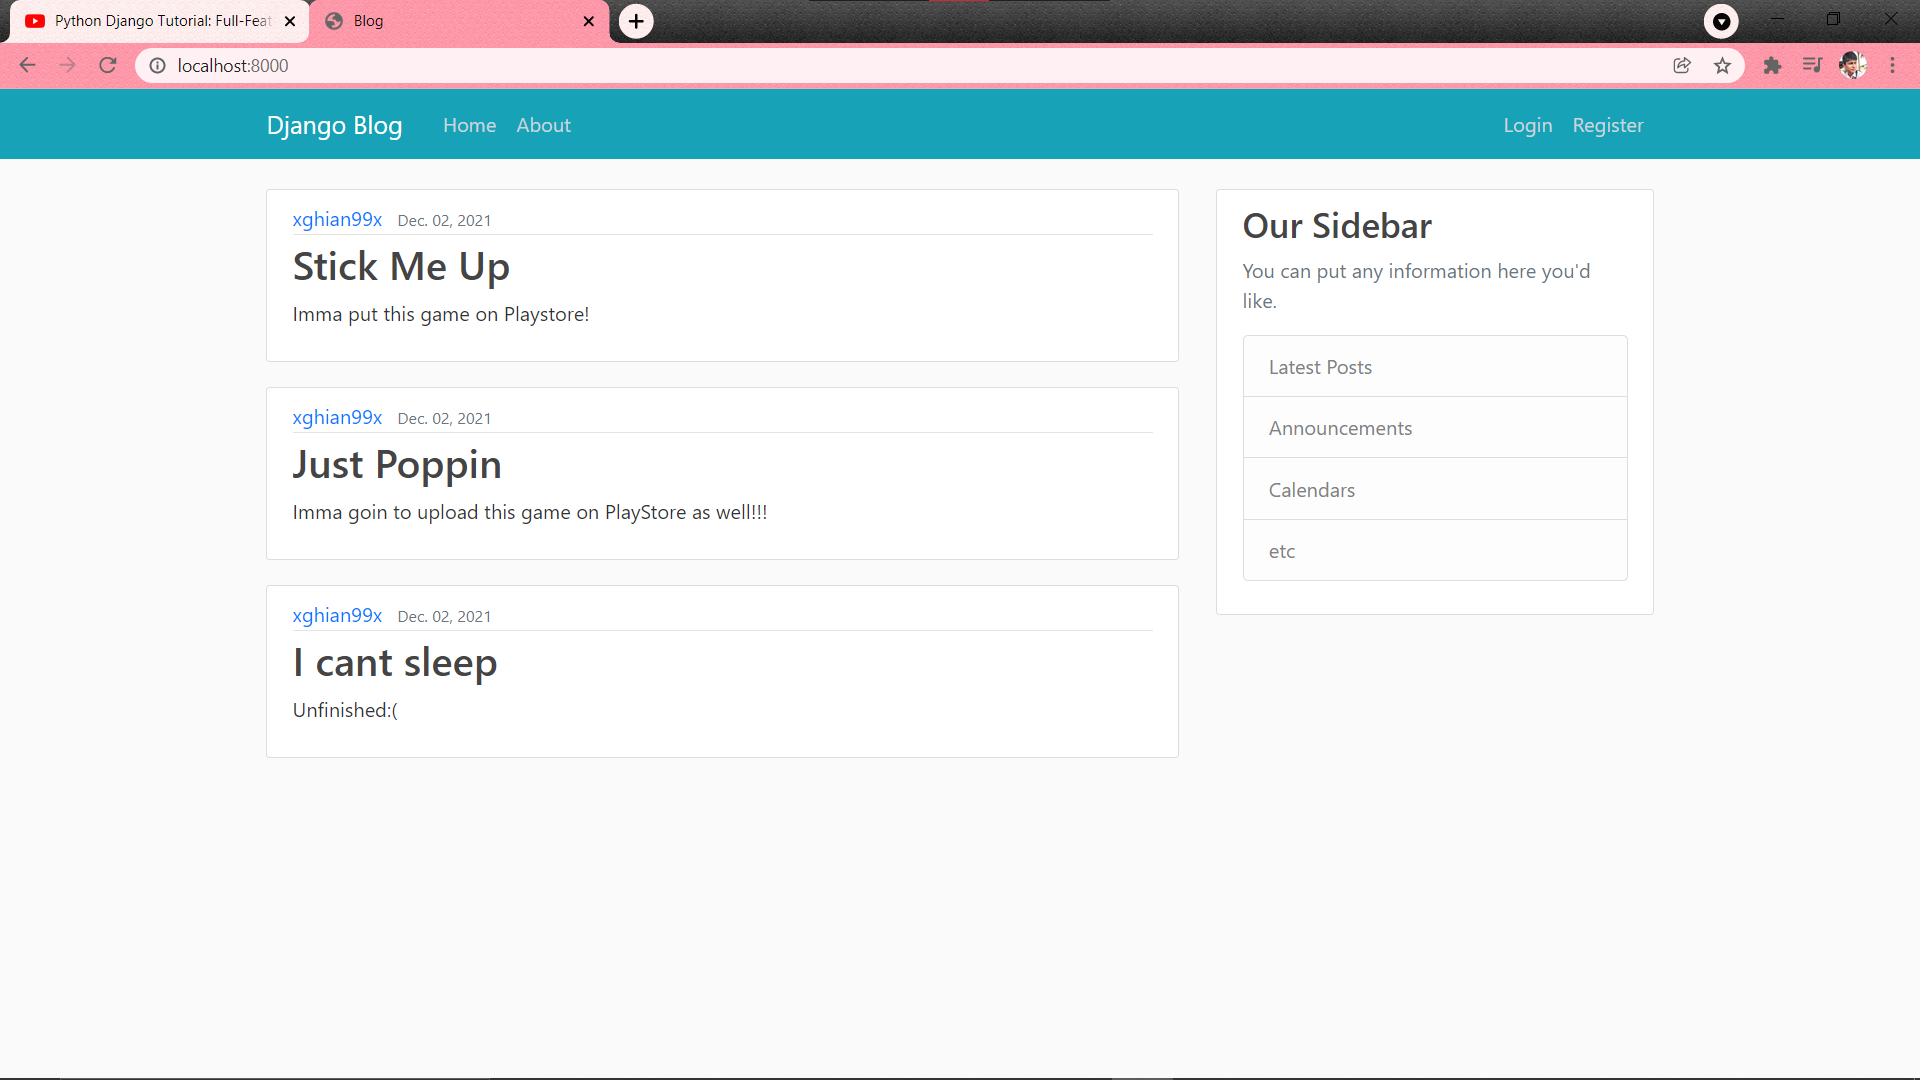 Python Django Tutorial: Full-Feat
Blog
localhost:8000
Django Blog Home About Login Register
xghian99x Dec. 02, 2021
Stick Me Up
Imma put this game on Playstore!
xghian99x Dec. 02, 2021
Just Poppin
Imma goin to upload this game on PlayStore as well!!!
xghian99x Dec. 02, 2021
I cant sleep
Unfinished:(
Our Sidebar
You can put any information here you'd
like.
Latest Posts
Announcements
Calendars
etc